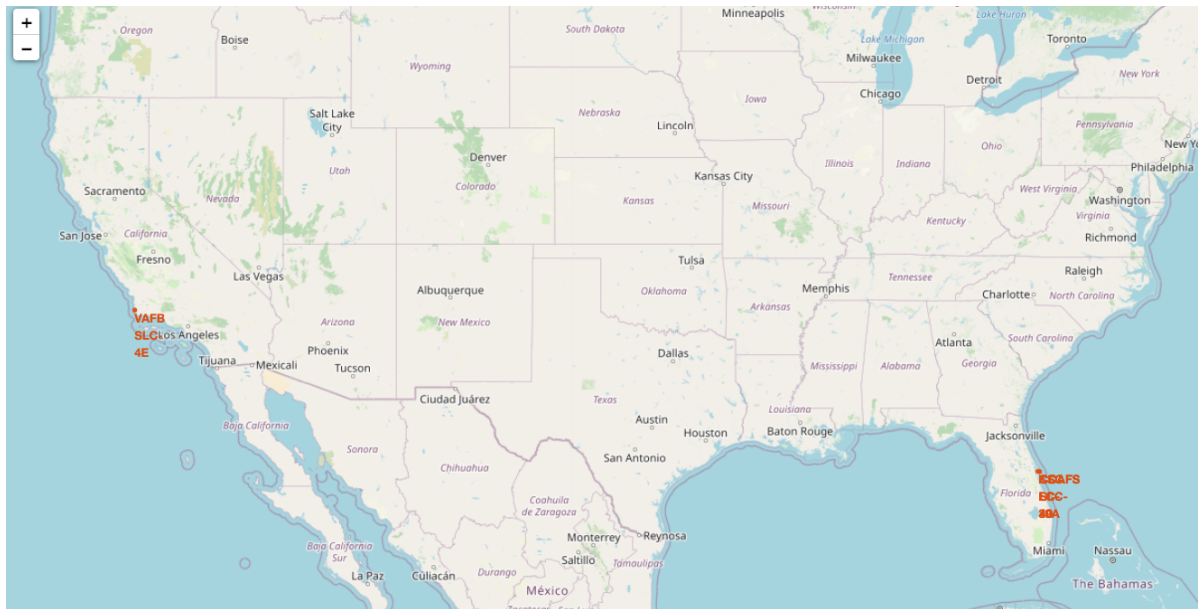 +
−
Minneapolis
Wisconsin
Lake Huron
Oregon
South Dakota
Toronto
Boise
Lake Michigan
Milwaukee
Wyoming
Detroit
New York
Chicago
Iowa
Salt Lake
City
Nebraska
Lincoln
Pennsylvania
Ohio
New Yo
Denver
Illinois
Indiana
Philadelphia
Utah
Kansas City
Sacramento
Colorado
West Virginia
Nevada
Kansas
Missouri
Washington
Kentucky
Virginia
San Jose
California
Richmond
Fresno
Tulsa
Las Vegas
Raleigh
Tennessee
Albuquerque
Oklahoma
Memphis
Charlotte
North Carolina
Arkansas
VAFB
SLC-
4E
Los Angeles
Arizona
New Mexico
South Carolina
Atlanta
Phoenix
Dallas
Tijuana
Mexicali
Tucson
Mississippi
Alabama
Georgia
Ciudad Juárez
Texas
Louisiana
Austin
Baja California
Houston
Baton Rouge
Jacksonville
Sonora
San Antonio
Chihuahua
Florida
Coahuila
de Zaragoza
Monterrey
Reynosa
Baja California
Sur
Saltillo
Miami
Nassau
Tamaulipas
Durango
La Paz
Culiacán
México
The Bahamas